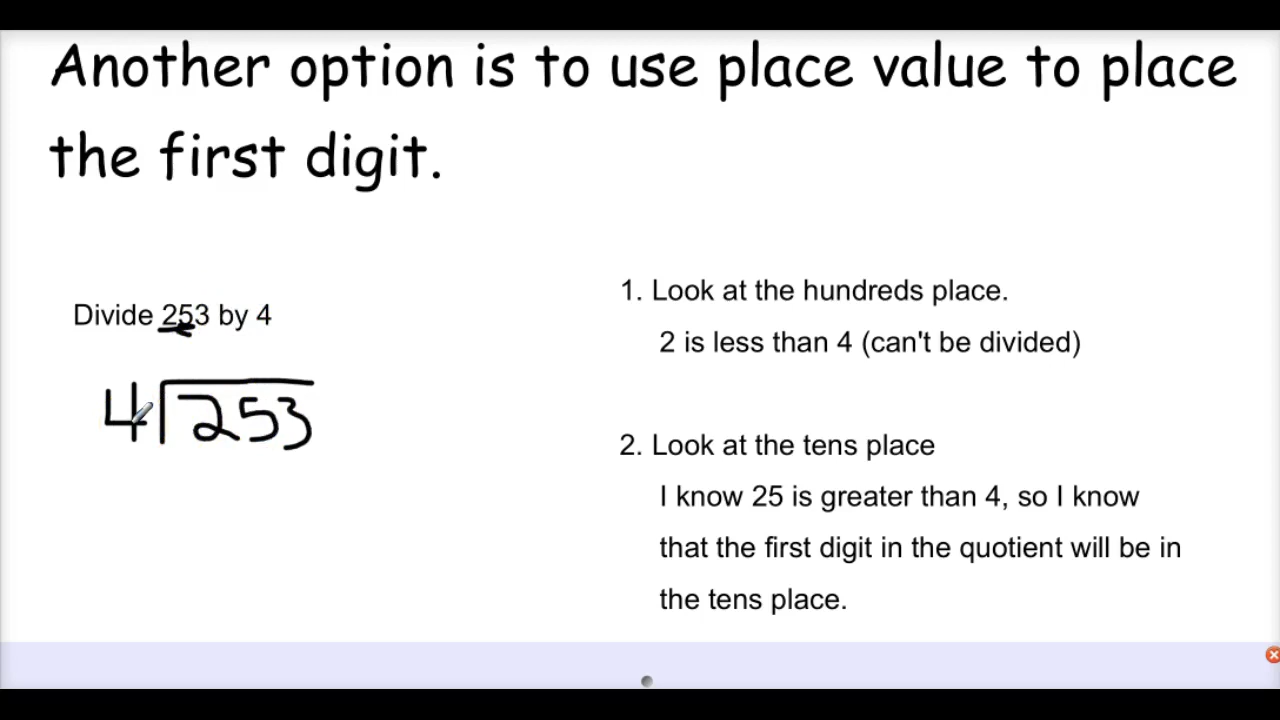 Another option is to use place value to place
the first digit.
Divide 253 by 4
4 253
1. Look at the hundreds place.
2 is less than 4 (can't be divided)
2. Look at the tens place
I know 25 is greater than 4, so I know
that the first digit in the quotient will be in
the tens place.